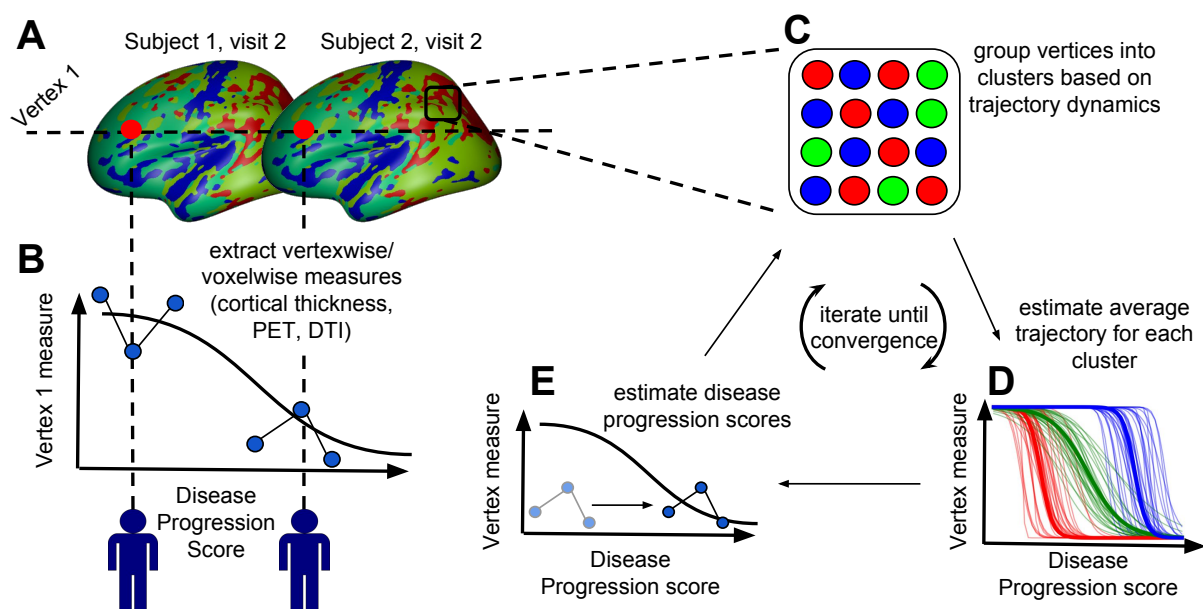 A
Subject 1, visit 2
Subject 2, visit 2
Vertex 1
C
group vertices into
clusters based on
trajectory dynamics
B
extract vertexwise/
voxelwise measures
(cortical thickness,
PET, DTI)
Vertex 1 measure
Disease
Progression
Score
iterate until
convergence
estimate average
trajectory for each
cluster
E
estimate disease
progression scores
Vertex measure
Disease
Progression score
D
Vertex measure
Disease
Progression score